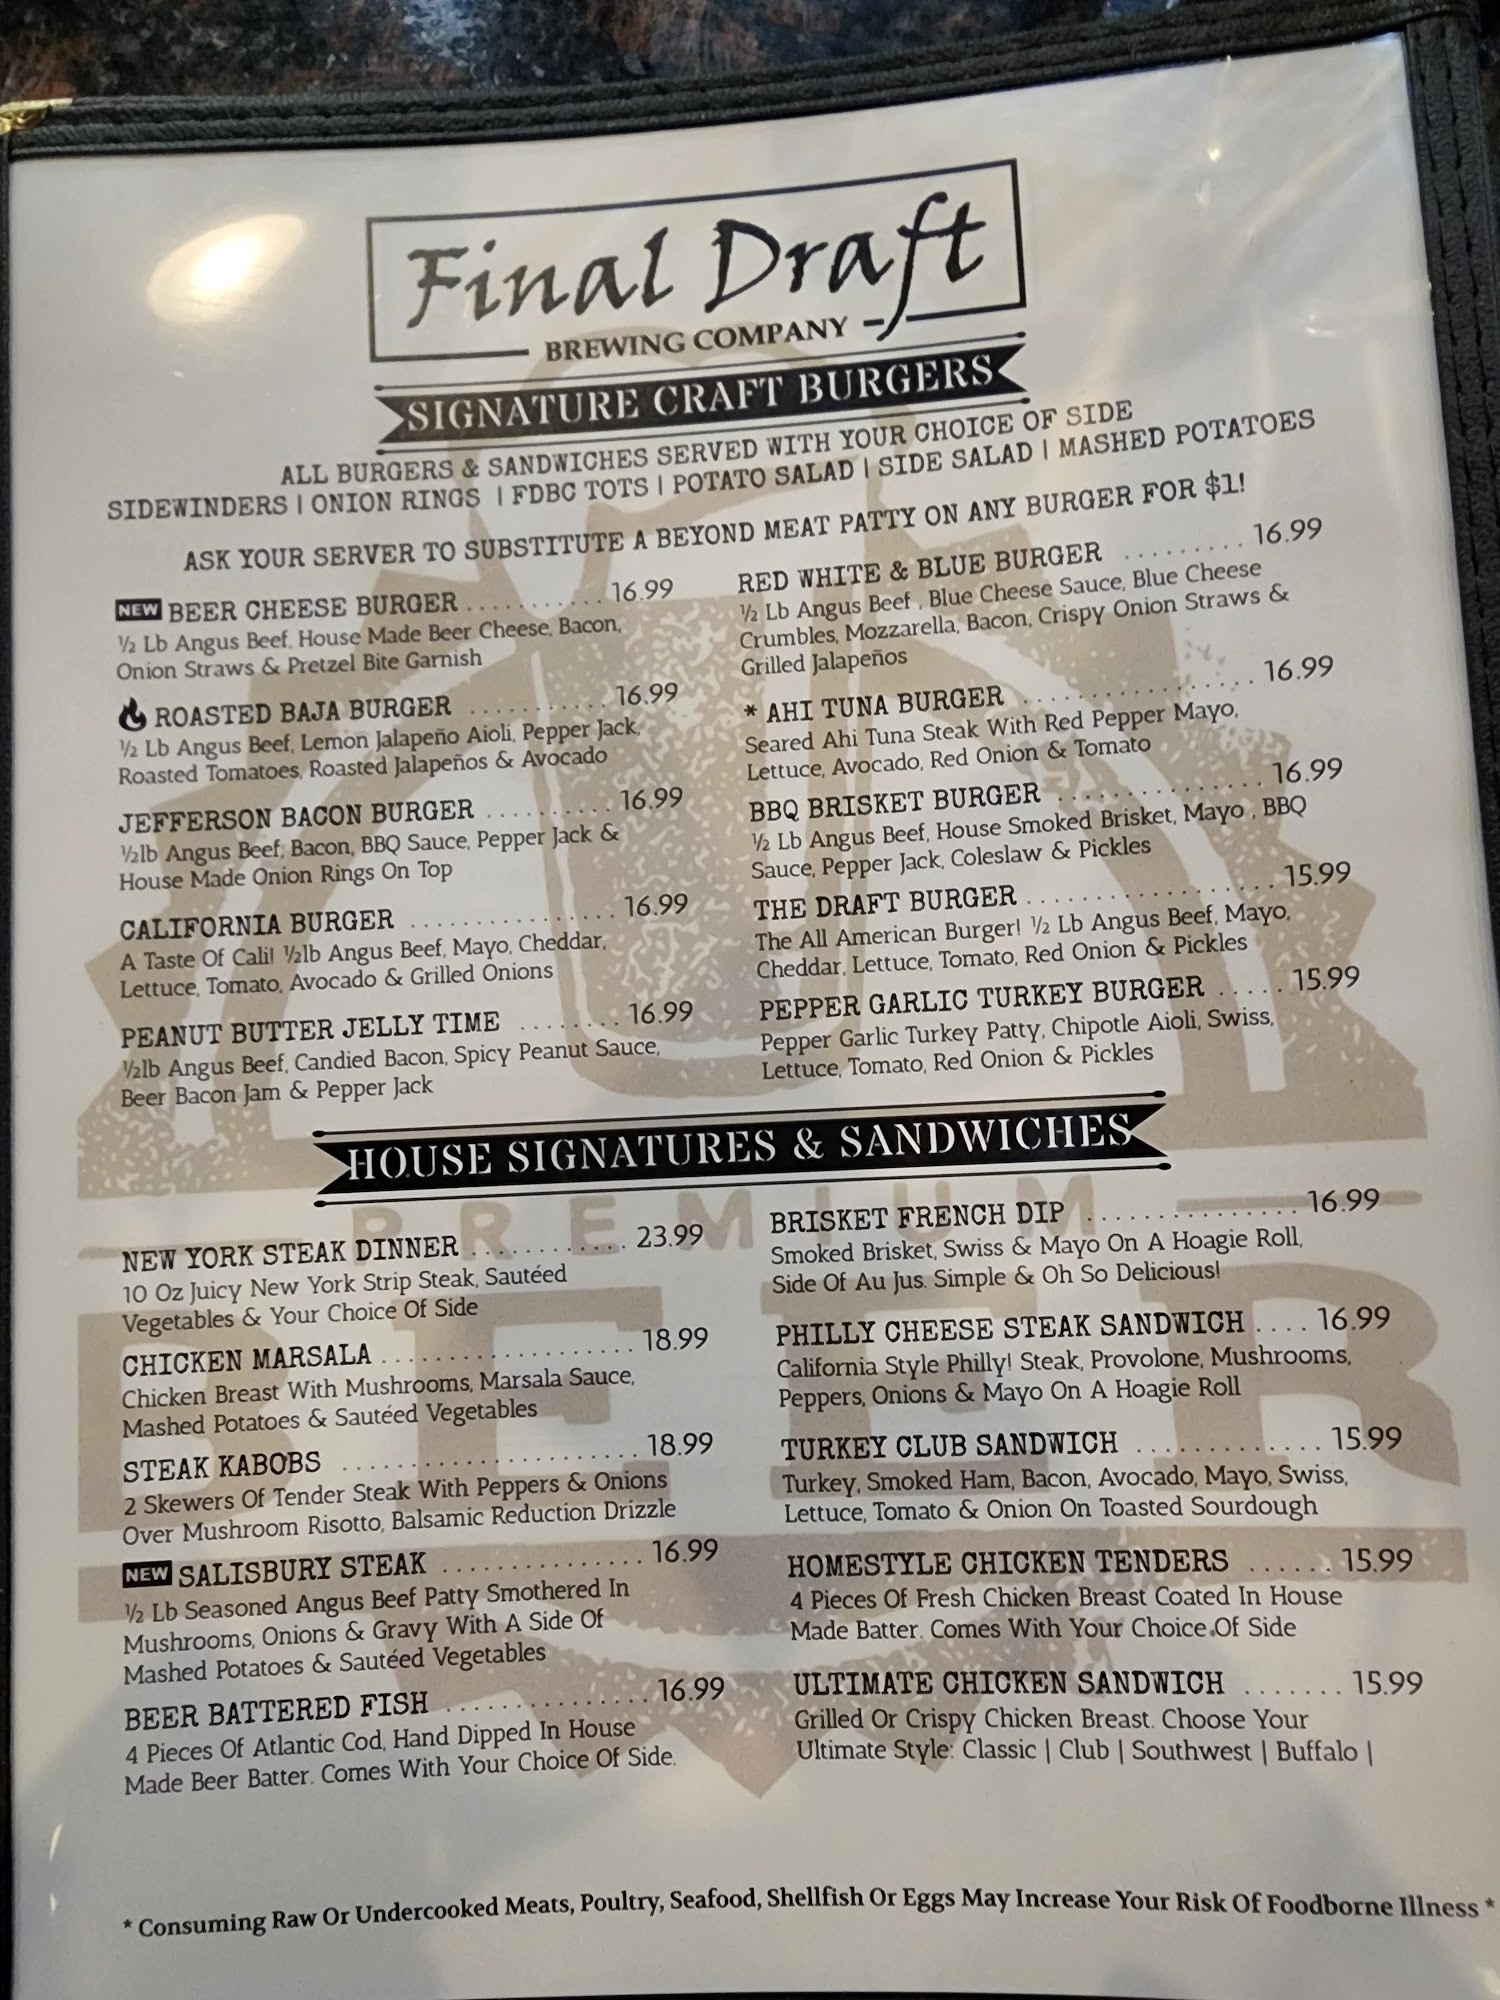 Final Draft
BREWING COMPANY
SIGNATURE CRAFT BURGERS
ALL BURGERS & SANDWICHES SERVED WITH YOUR CHOICE OF SIDE
SIDEWINDERS | ONION RINGS | FDBC TOTS | POTATO SALAD | SIDE SALAD | MASHED POTATOES
ASK YOUR SERVER TO SUBSTITUTE A BEYOND MEAT PATTY ON ANY BURGER FOR $1!
NEW BEER CHEESE BURGER ............ 16.99
½ Lb Angus Beef, House Made Beer Cheese, Bacon,
Onion Straws & Pretzel Bite Garnish
ROASTED BAJA BURGER ............ 16.99
½ Lb Angus Beef, Lemon Jalapeño Aioli, Pepper Jack,
Roasted Tomatoes, Roasted Jalapeños & Avocado
JEFFERSON BACON BURGER .......... 16.99
½lb Angus Beef, Bacon, BBQ Sauce, Pepper Jack &
House Made Onion Rings On Top
CALIFORNIA BURGER ................ 16.99
A Taste Of Cali! ½lb Angus Beef, Mayo, Cheddar,
Lettuce, Tomato, Avocado & Grilled Onions
PEANUT BUTTER JELLY TIME ........ 16.99
½lb Angus Beef, Candied Bacon, Spicy Peanut Sauce,
Beer Bacon Jam & Pepper Jack
RED WHITE & BLUE BURGER ......... 16.99
½ Lb Angus Beef , Blue Cheese Sauce, Blue Cheese
Crumbles, Mozzarella, Bacon, Crispy Onion Straws &
Grilled Jalapeños
* AHI TUNA BURGER .................. 16.99
Seared Ahi Tuna Steak With Red Pepper Mayo,
Lettuce, Avocado, Red Onion & Tomato
BBQ BRISKET BURGER ................ 16.99
½ Lb Angus Beef, House Smoked Brisket, Mayo , BBQ
Sauce, Pepper Jack, Coleslaw & Pickles
THE DRAFT BURGER .................. 15.99
The All American Burger! ½ Lb Angus Beef, Mayo,
Cheddar, Lettuce, Tomato, Red Onion & Pickles
PEPPER GARLIC TURKEY BURGER ..... 15.99
Pepper Garlic Turkey Patty, Chipotle Aioli, Swiss,
Lettuce, Tomato, Red Onion & Pickles
HOUSE SIGNATURES & SANDWICHES
PREMIUM
BEER
NEW YORK STEAK DINNER ............ 23.99
10 Oz Juicy New York Strip Steak, Sautéed
Vegetables & Your Choice Of Side
CHICKEN MARSALA .................... 18.99
Chicken Breast With Mushrooms, Marsala Sauce,
Mashed Potatoes & Sautéed Vegetables
STEAK KABOBS ....................... 18.99
2 Skewers Of Tender Steak With Peppers & Onions
Over Mushroom Risotto, Balsamic Reduction Drizzle
NEW SALISBURY STEAK ................ 16.99
½ Lb Seasoned Angus Beef Patty Smothered In
Mushrooms, Onions & Gravy With A Side Of
Mashed Potatoes & Sautéed Vegetables
BEER BATTERED FISH ................ 16.99
4 Pieces Of Atlantic Cod, Hand Dipped In House
Made Beer Batter. Comes With Your Choice Of Side.
BRISKET FRENCH DIP ................ 16.99
Smoked Brisket, Swiss & Mayo On A Hoagie Roll,
Side Of Au Jus. Simple & Oh So Delicious!
PHILLY CHEESE STEAK SANDWICH .... 16.99
California Style Philly! Steak, Provolone, Mushrooms,
Peppers, Onions & Mayo On A Hoagie Roll
TURKEY CLUB SANDWICH ............. 15.99
Turkey, Smoked Ham, Bacon, Avocado, Mayo, Swiss,
Lettuce, Tomato & Onion On Toasted Sourdough
HOMESTYLE CHICKEN TENDERS ...... 15.99
4 Pieces Of Fresh Chicken Breast Coated In House
Made Batter. Comes With Your Choice Of Side
ULTIMATE CHICKEN SANDWICH ....... 15.99
Grilled Or Crispy Chicken Breast. Choose Your
Ultimate Style: Classic | Club | Southwest | Buffalo |
* Consuming Raw Or Undercooked Meats, Poultry, Seafood, Shellfish Or Eggs May Increase Your Risk Of Foodborne Illness *